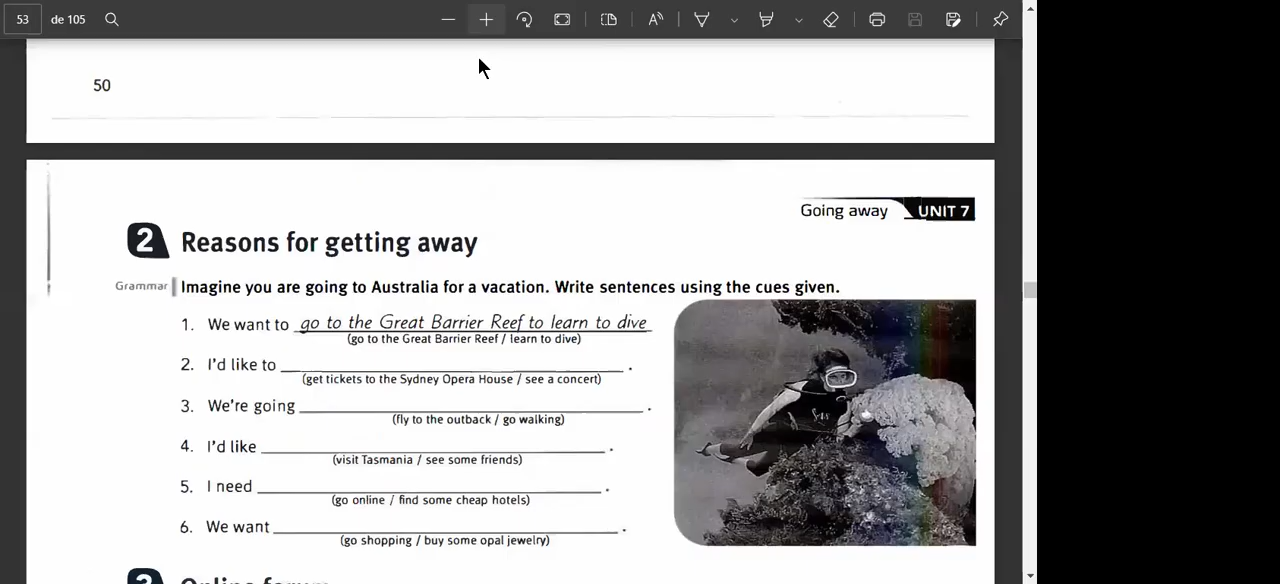 53 de 105
50
Going away UNIT 7
2 Reasons for getting away
Grammar Imagine you are going to Australia for a vacation. Write sentences using the cues given.
1. We want to go to the Great Barrier Reef to learn to dive
(go to the Great Barrier Reef / learn to dive)
2. I'd like to ______ .
(get tickets to the Sydney Opera House / see a concert)
3. We're going ______ .
(fly to the outback / go walking)
4. I'd like ______ .
(visit Tasmania / see some friends)
5. I need ______ .
(go online / find some cheap hotels)
6. We want ______ .
(go shopping / buy some opal jewelry)